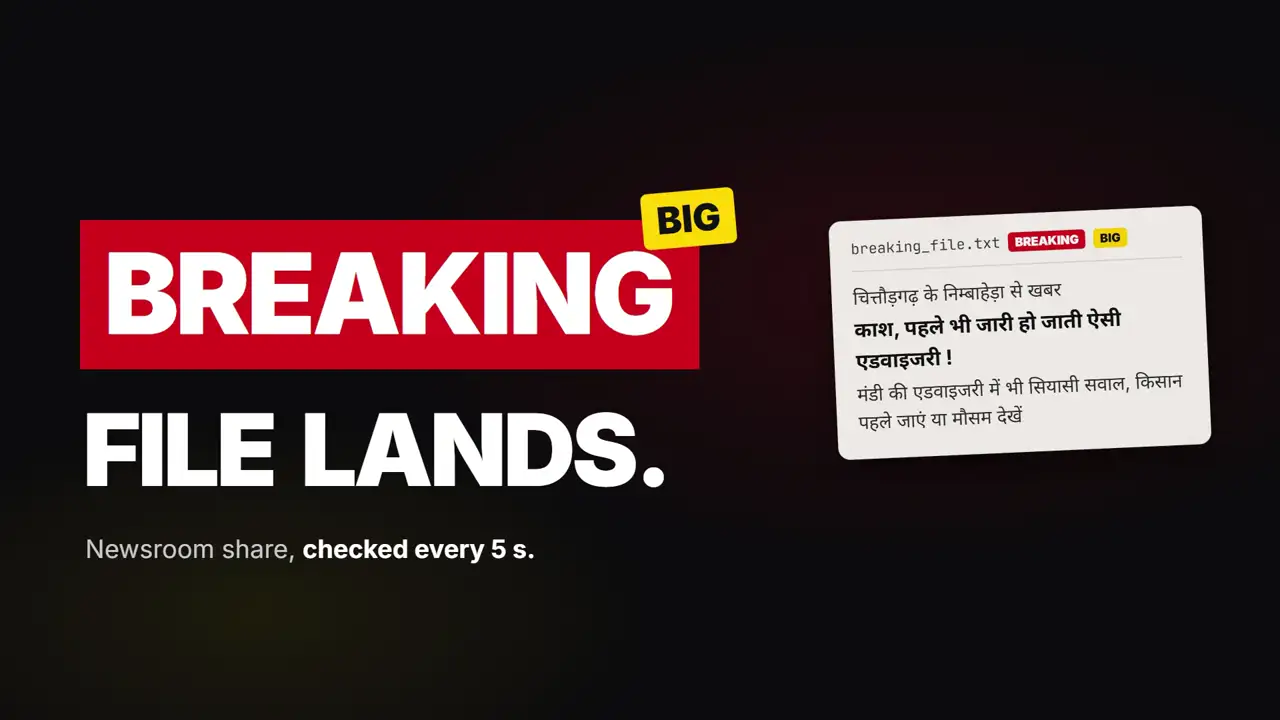 BIG
BREAKING
FILE LANDS.
Newsroom share, checked every 5 s.
breaking_file.txt BREAKING BIG
चित्तौड़गढ़ के निम्बाहेड़ा से खबर
काश, पहले भी जारी हो जाती ऐसी
एडवाइजरी !
मंडी की एडवाइजरी में भी सियासी सवाल, किसान
पहले जाएं या मौसम देखें